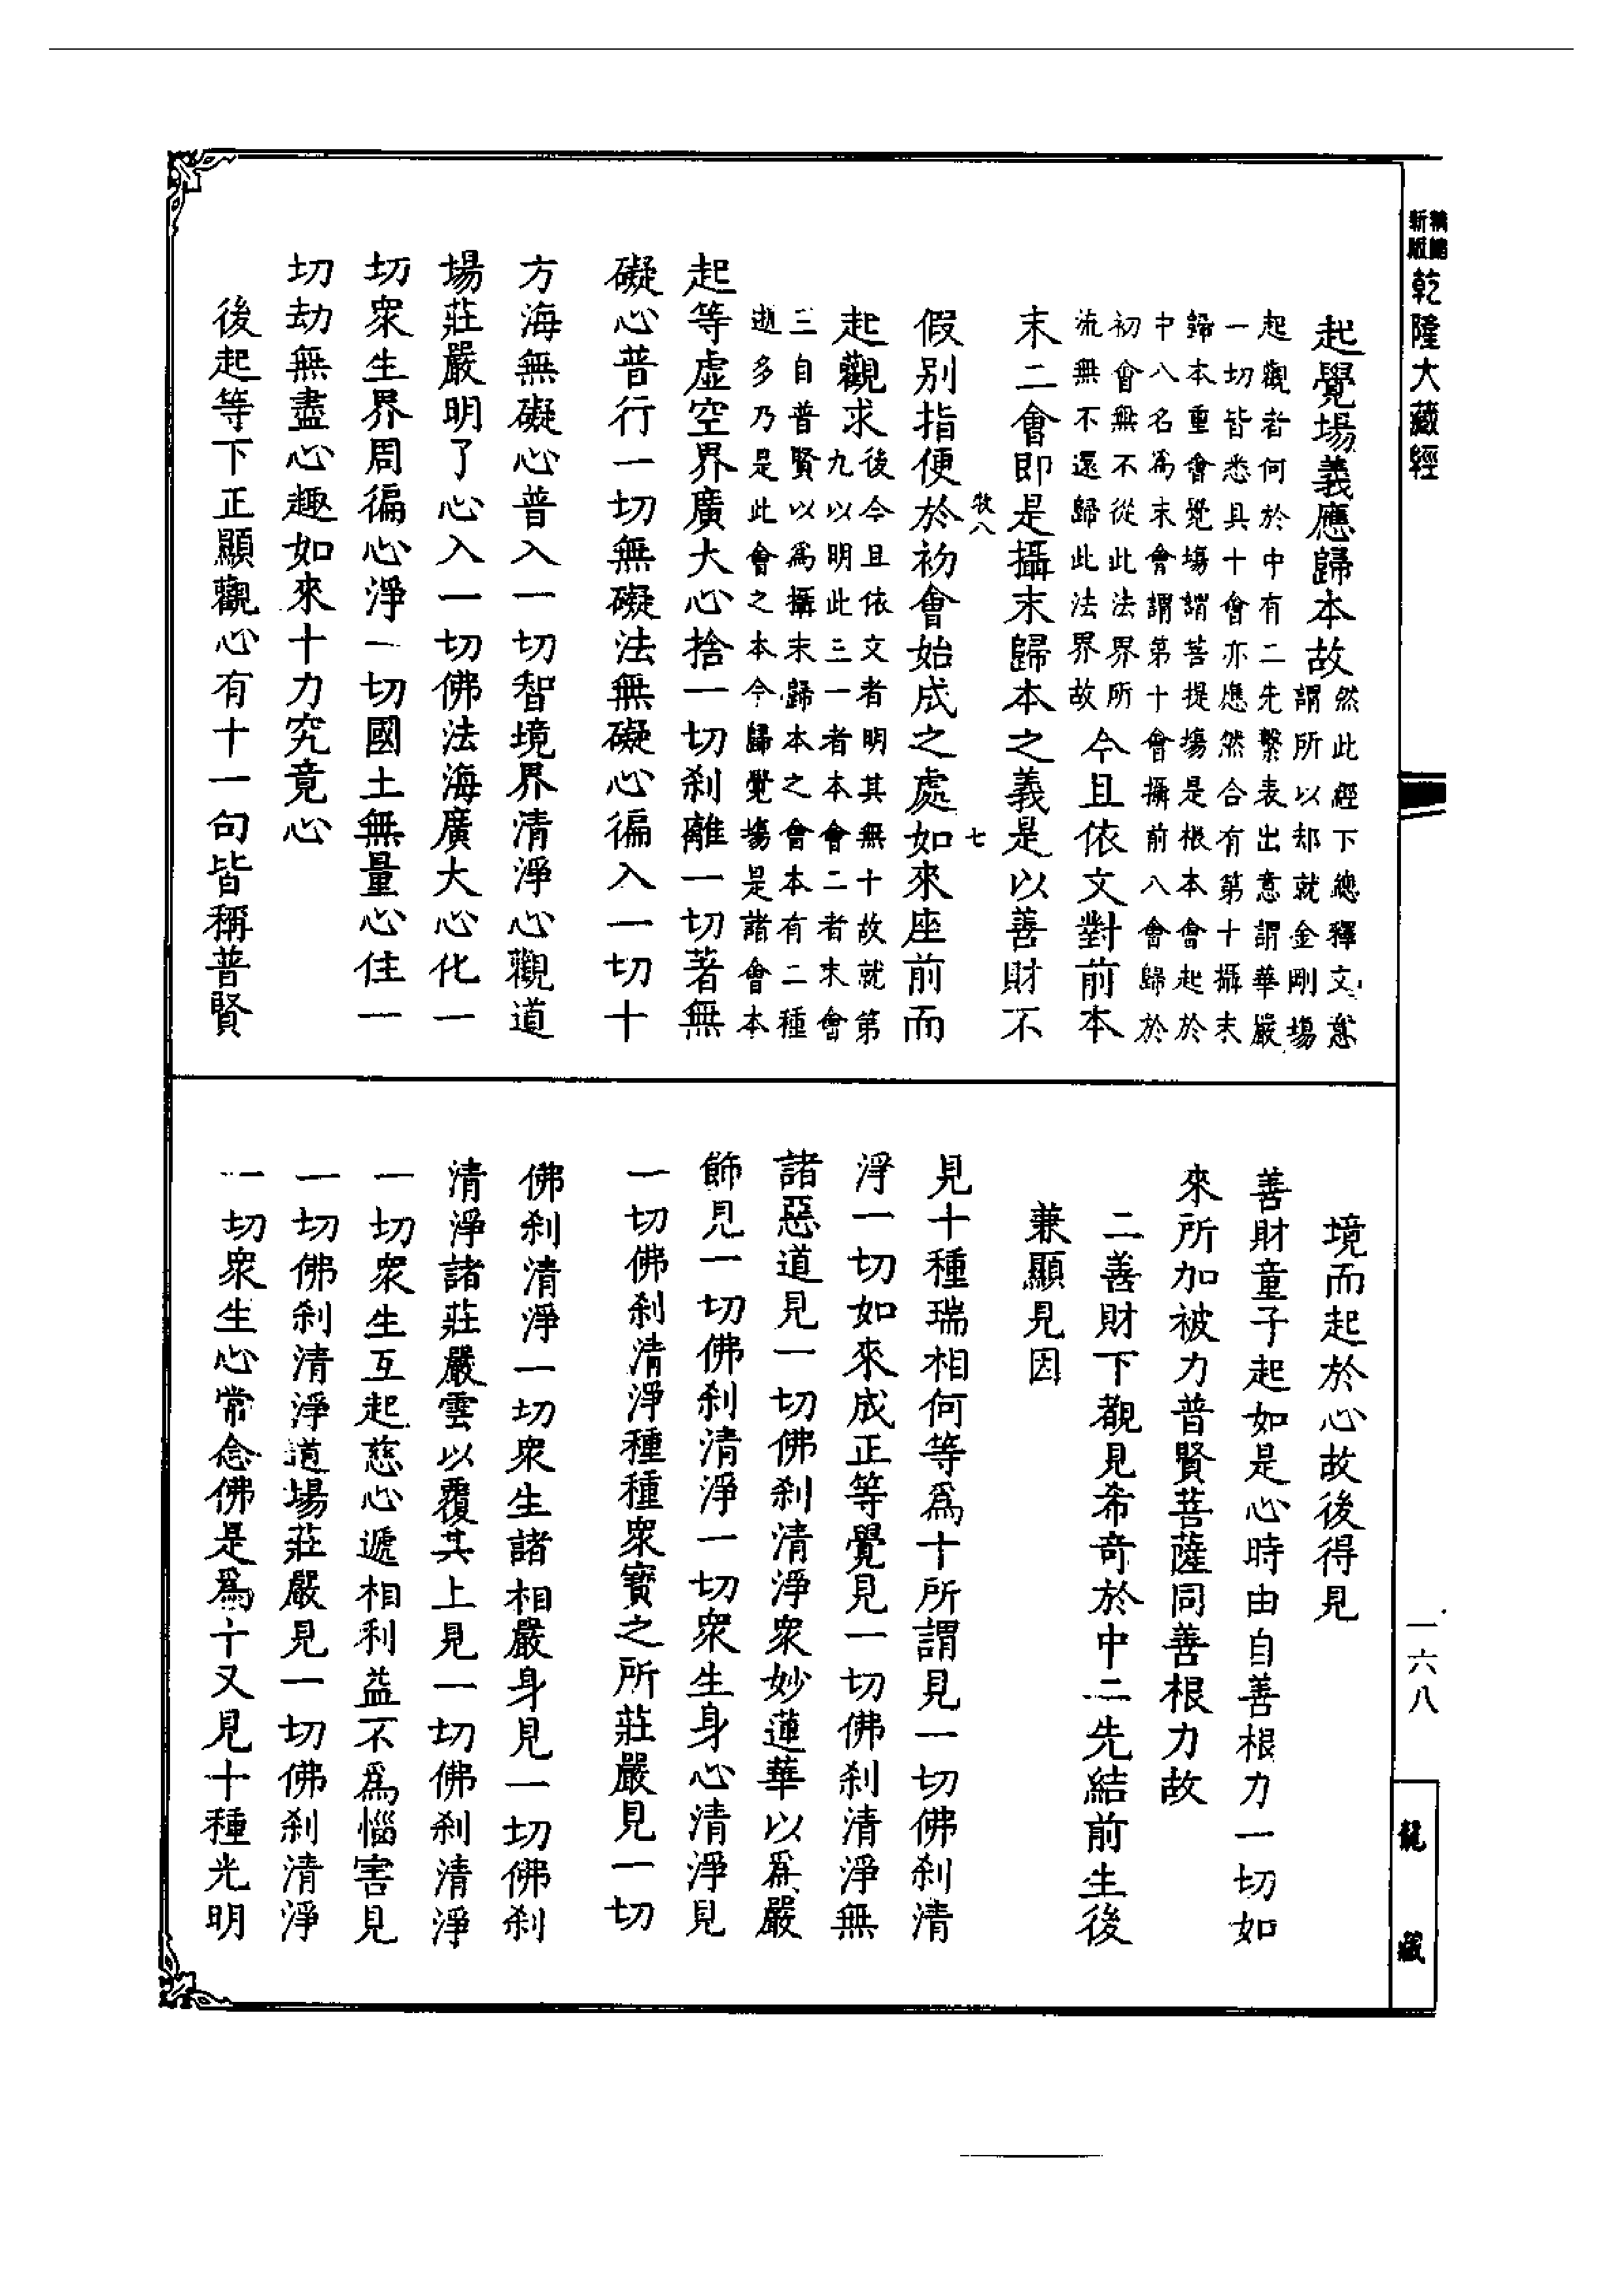 精縮
新版
乾隆大藏經
一六八
龍藏
起覺場義應歸本故
然此經下總釋文意
謂所以却就金剛塲
起觀者何於中有二先繫表出意謂華嚴
一切皆悉具十會亦應然合有第十攝末
歸本重會覺塲謂菩提塲是根本會起於
中八名為末會謂第十會攝前八會歸於
初會無不從此法界所
流無不還歸此法界故
今且依文對前本
末二會即是攝末歸本之義是以善財不
牧八 七
假别指便於初會始成之處如來座前而
起觀求
後今且依文者明其無十故就第
九以明此三一者本會二者末會
三自普賢以爲攝末歸本之會本有二種
逝多乃是此會之本今歸覺塲是諸會本
起等虚空界廣大心捨一切刹離一切著無
礙心普行一切無礙法無礙心徧入一切十
方海無礙心普入一切智境界清淨心觀道
場莊嚴明了心入一切佛法海廣大心化一
切衆生界周徧心淨一切國土無量心住一
切劫無盡心趣如來十力究竟心
後起等下正顯觀心有十一句皆稱普賢
境而起於心故後得見
善財童子起如是心時由自善根力一切如
來所加被力普賢菩薩同善根力故
二善財下覩見希奇於中二先結前生後
兼顯見因
見十種瑞相何等爲十所謂見一切佛刹清
淨一切如來成正等覺見一切佛刹清淨無
諸惡道見一切佛刹清淨衆妙蓮華以爲嚴
飾見一切佛刹清淨一切衆生身心清淨見
一切佛刹清淨種種衆寶之所莊嚴見一切
佛刹清淨一切衆生諸相嚴身見一切佛刹
清淨諸莊嚴雲以覆其上見一切佛刹清淨
一切衆生互起慈心遞相利益不爲惱害見
一切佛刹清淨道場莊嚴見一切佛刹清淨
一切衆生心常念佛是爲十又見十種光明